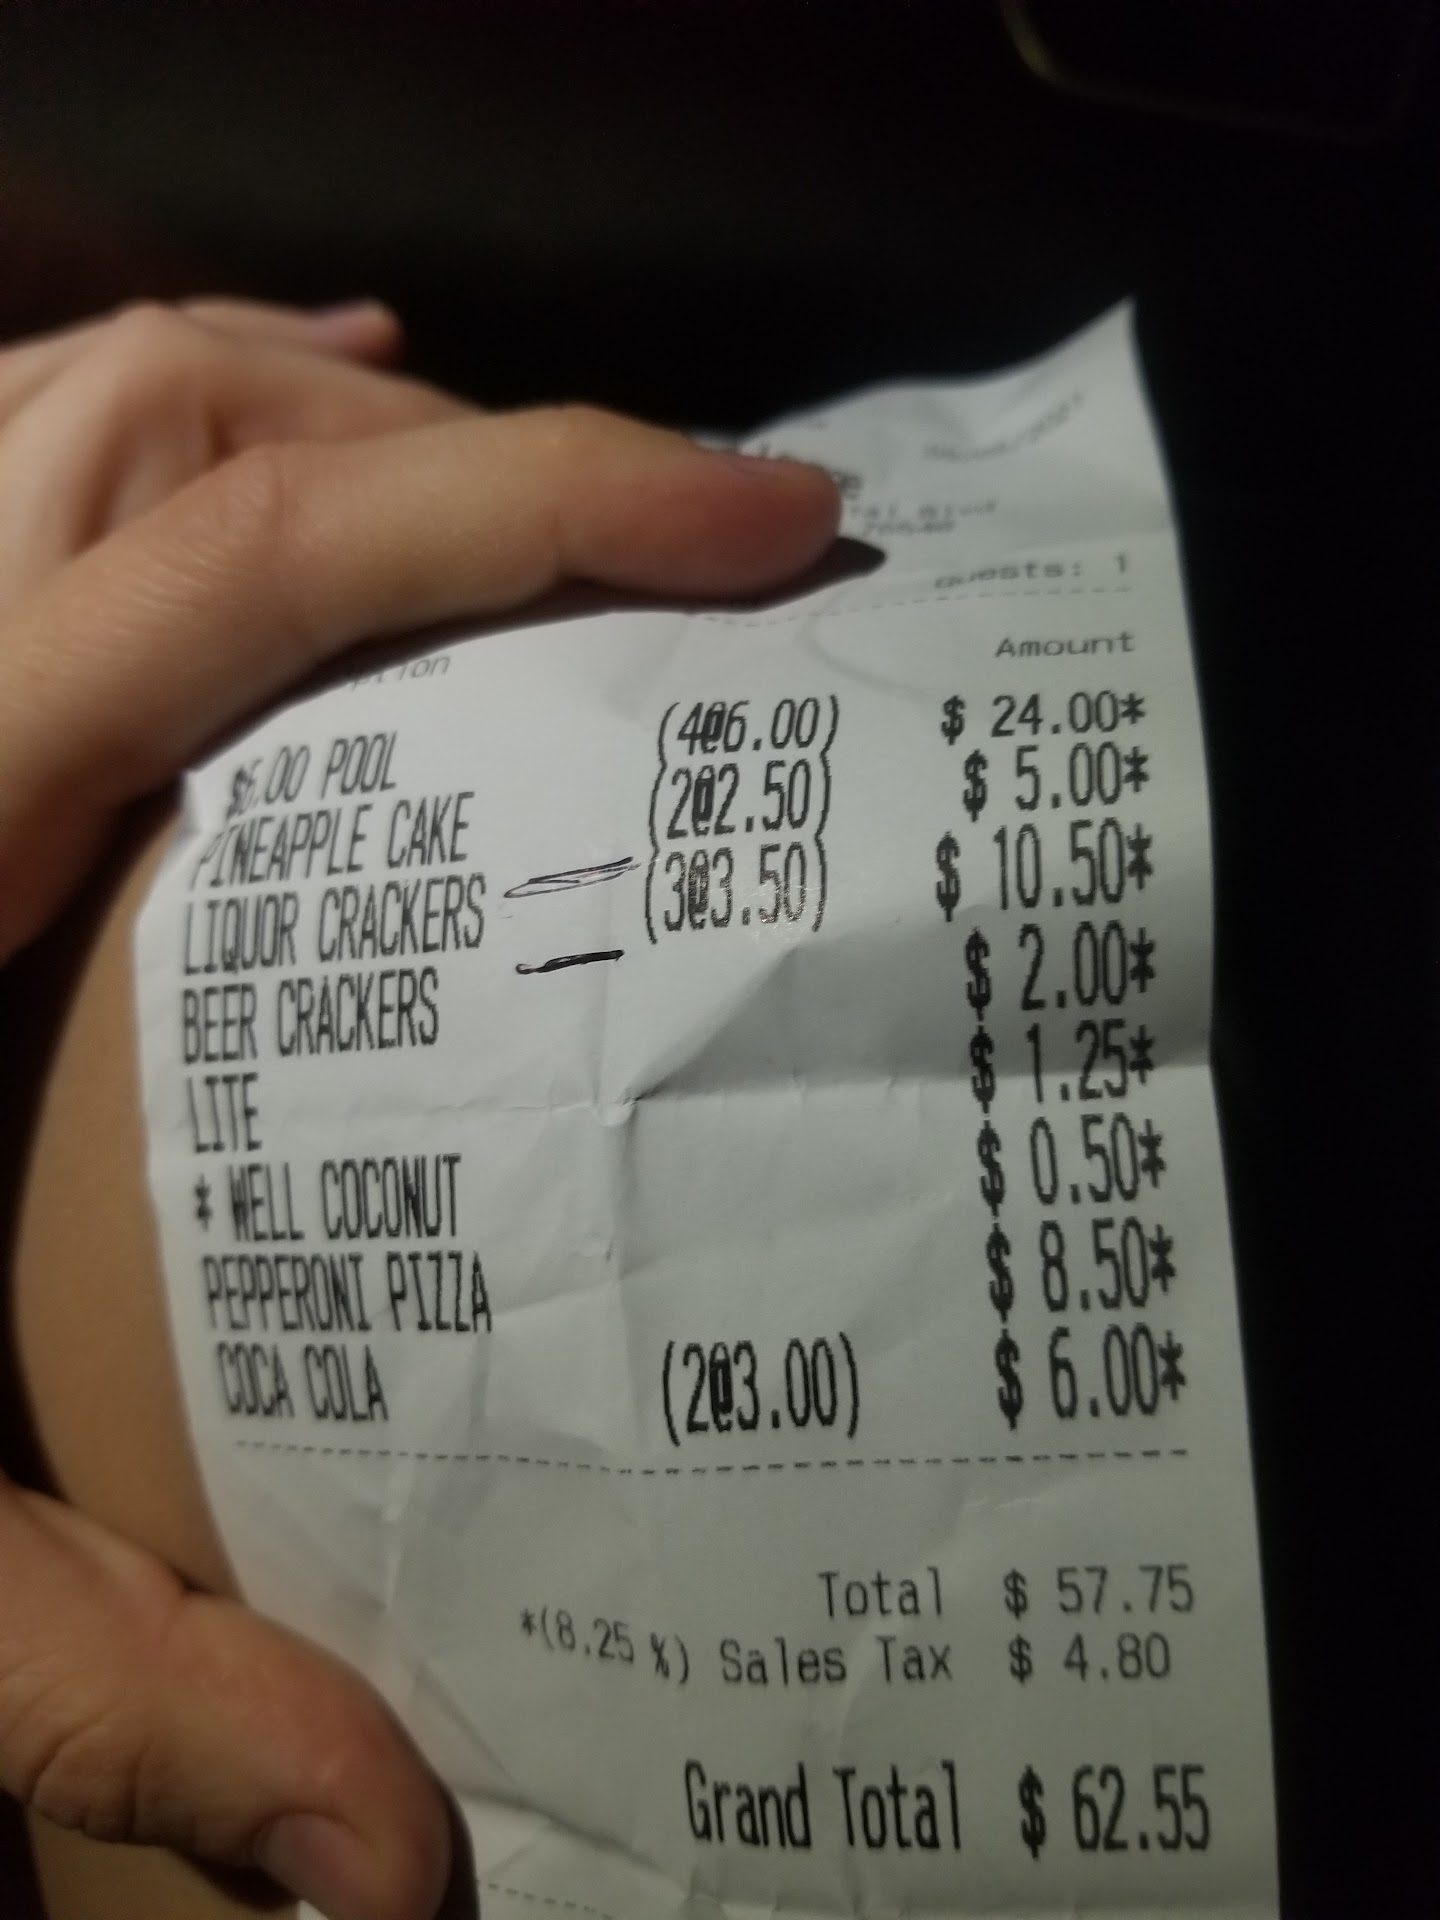 Guests: 1
Amount
$6.00 POOL (4@6.00) $ 24.00*
PINEAPPLE CAKE (2@2.50) $ 5.00*
LIQUOR CRACKERS (3@3.50) $ 10.50*
BEER CRACKERS $ 2.00*
LITE $ 1.25*
* WELL COCONUT $ 0.50*
PEPPERONI PIZZA $ 8.50*
COCA COLA (2@3.00) $ 6.00*
Total $ 57.75
*(8.25 %) Sales Tax $ 4.80
Grand Total $ 62.55